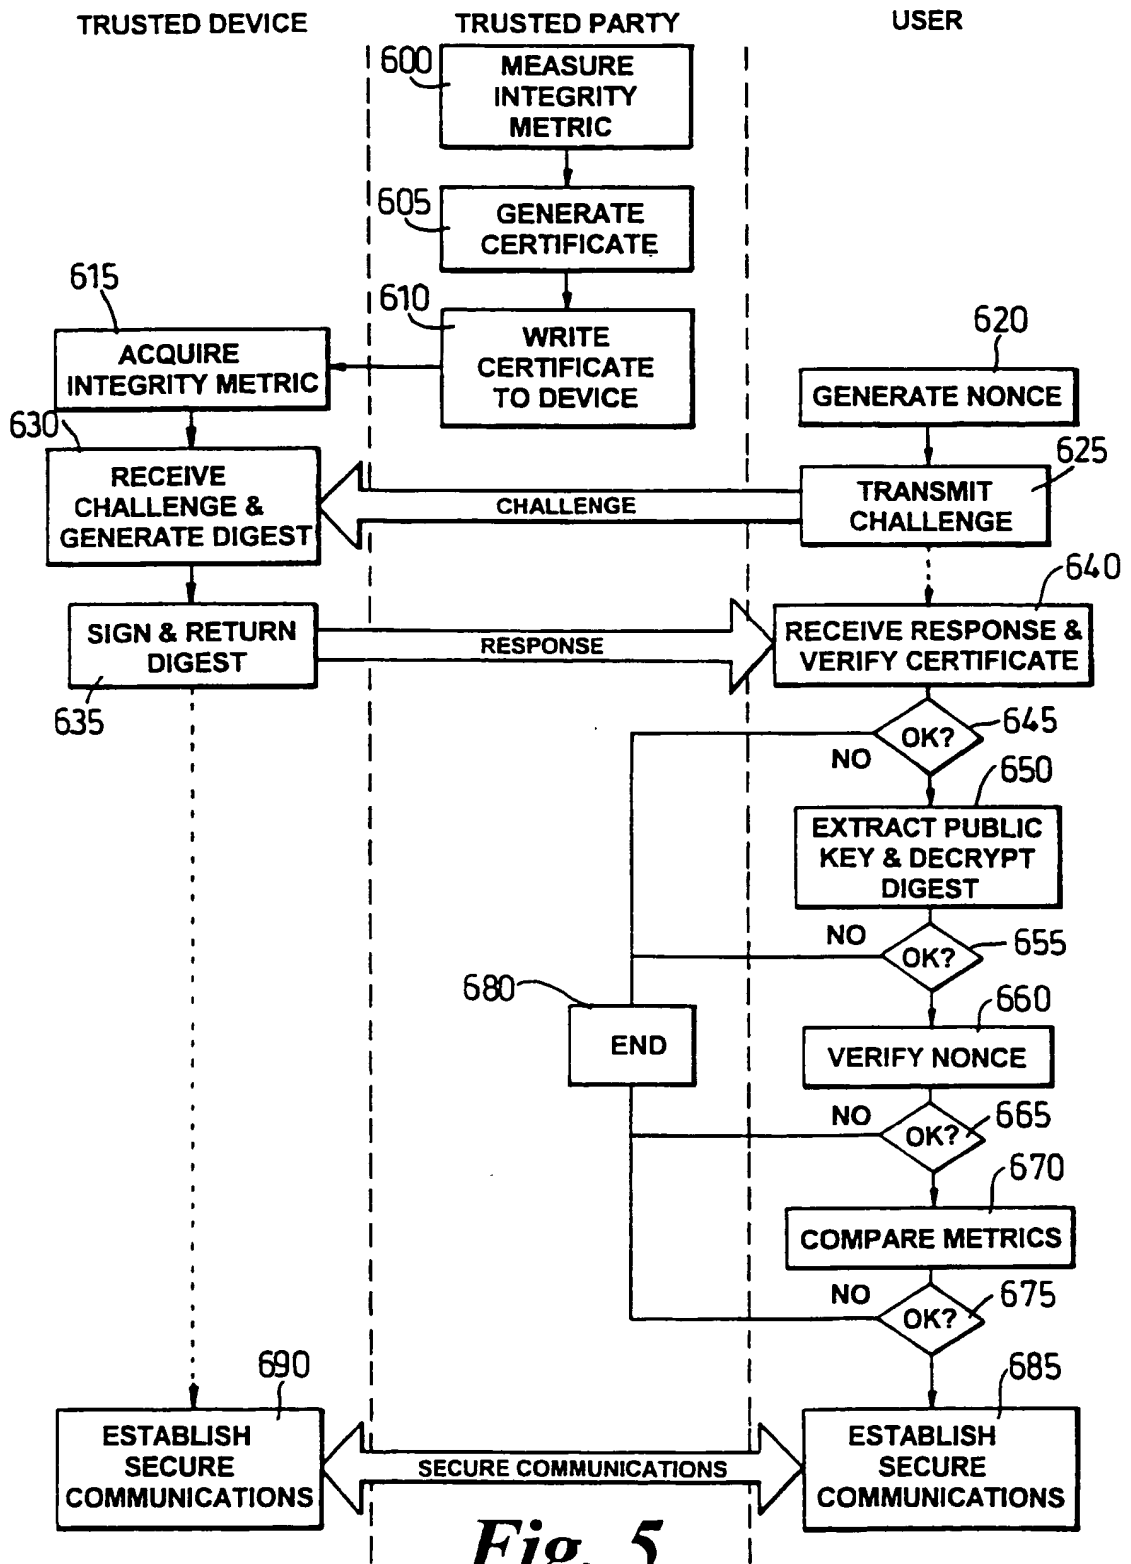 TRUSTED DEVICE
TRUSTED PARTY
USER
600
MEASURE
INTEGRITY
METRIC
605
GENERATE
CERTIFICATE
610
WRITE
CERTIFICATE
TO DEVICE
615
ACQUIRE
INTEGRITY METRIC
620
GENERATE NONCE
625
TRANSMIT
CHALLENGE
CHALLENGE
630
RECEIVE
CHALLENGE &
GENERATE DIGEST
635
SIGN & RETURN
DIGEST
RESPONSE
640
RECEIVE RESPONSE &
VERIFY CERTIFICATE
645
OK?
NO
650
EXTRACT PUBLIC
KEY & DECRYPT
DIGEST
655
OK?
NO
680
END
660
VERIFY NONCE
665
OK?
NO
670
COMPARE METRICS
675
OK?
NO
690
ESTABLISH
SECURE
COMMUNICATIONS
SECURE COMMUNICATIONS
685
ESTABLISH
SECURE
COMMUNICATIONS
Fig. 5